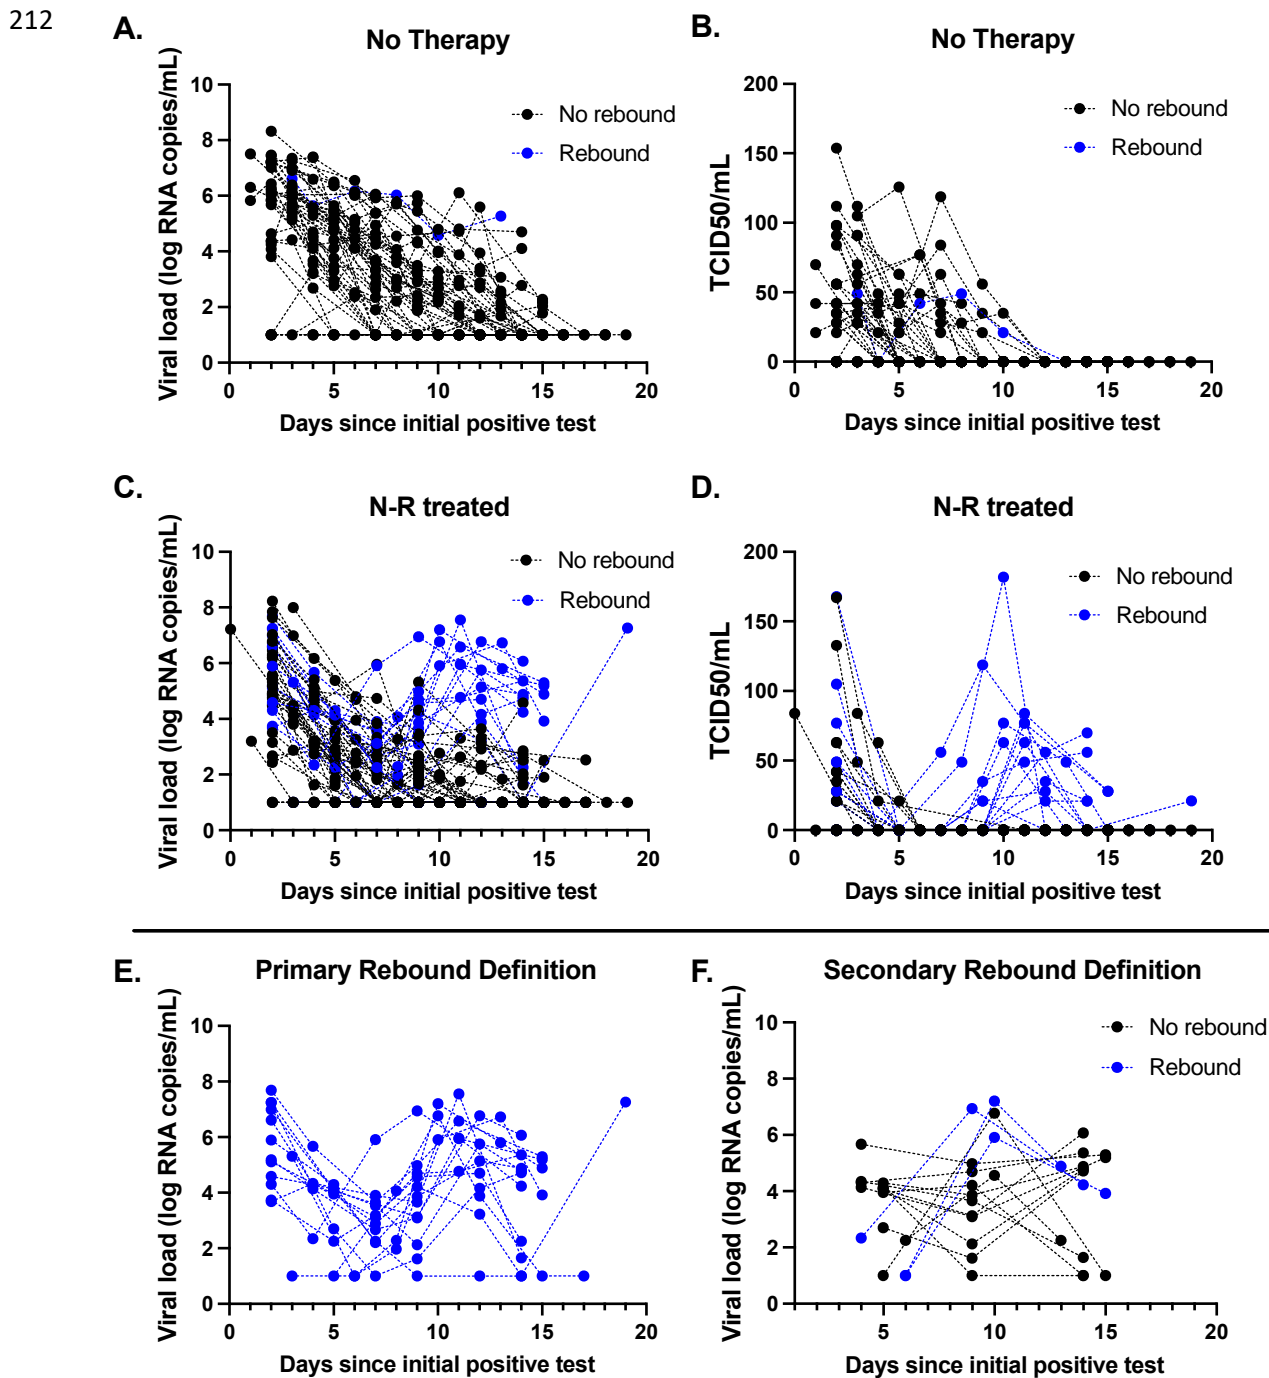 212
A.
No Therapy
Viral load (log RNA copies/mL)
10
8
6
4
2
0
0 5 10 15 20
Days since initial positive test
No rebound
Rebound
B.
No Therapy
TCID50/mL
200
150
100
50
0
0 5 10 15 20
Days since initial positive test
No rebound
Rebound
C.
N-R treated
Viral load (log RNA copies/mL)
10
8
6
4
2
0
0 5 10 15 20
Days since initial positive test
No rebound
Rebound
D.
N-R treated
TCID50/mL
200
150
100
50
0
0 5 10 15 20
Days since initial positive test
No rebound
Rebound
E.
Primary Rebound Definition
Viral load (log RNA copies/mL)
10
8
6
4
2
0
0 5 10 15 20
Days since initial positive test
F.
Secondary Rebound Definition
Viral load (log RNA copies/mL)
10
8
6
4
2
0
5 10 15 20
Days since initial positive test
No rebound
Rebound